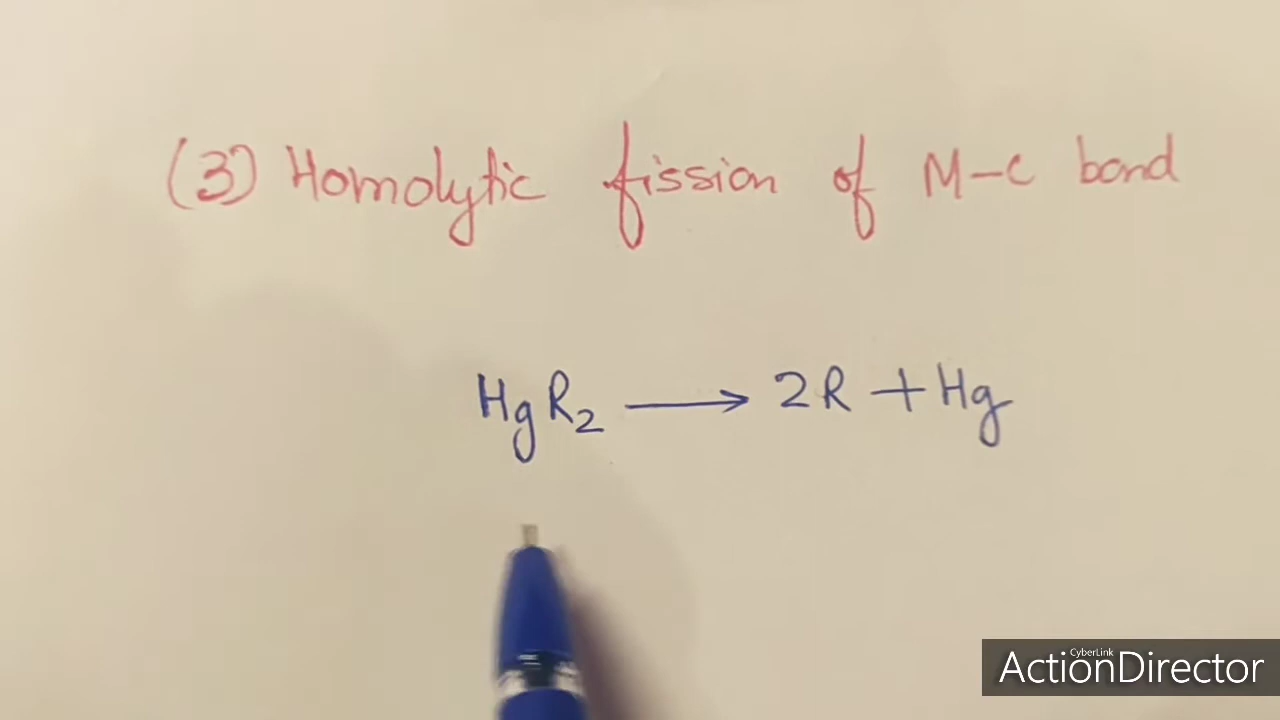 (3) Homolytic fission of M-C bond
HgR₂ ⟶ 2R + Hg
CyberLink
ActionDirector